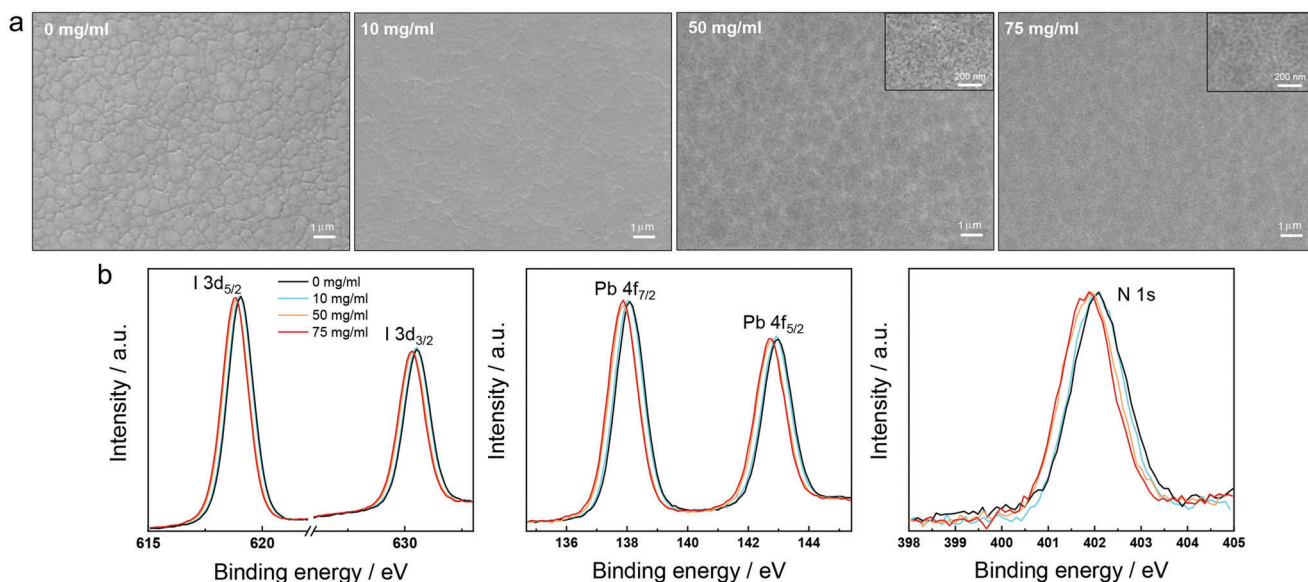 a
0 mg/ml
10 mg/ml
50 mg/ml
75 mg/ml
200 nm
200 nm
1 μm
1 μm
1 μm
1 μm
b
I 3d5/2
I 3d3/2
0 mg/ml
10 mg/ml
50 mg/ml
75 mg/ml
Intensity / a.u.
615
620
630
Binding energy / eV
Pb 4f7/2
Pb 4f5/2
Intensity / a.u.
136
138
140
142
144
Binding energy / eV
N 1s
Intensity / a.u.
398
399
400
401
402
403
404
405
Binding energy / eV